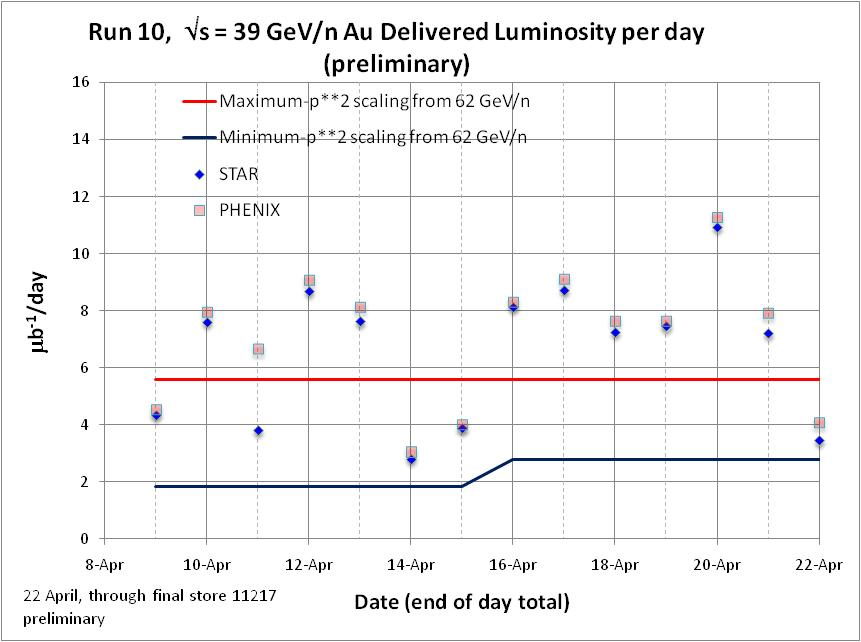 Run 10, √s = 39 GeV/n Au Delivered Luminosity per day
(preliminary)
16
14
12
10
8
6
4
2
0
μb-1/day
Maximum-p**2 scaling from 62 GeV/n
Minimum-p**2 scaling from 62 GeV/n
STAR
PHENIX
8-Apr 10-Apr 12-Apr 14-Apr 16-Apr 18-Apr 20-Apr 22-Apr
Date (end of day total)
22 April, through final store 11217
preliminary